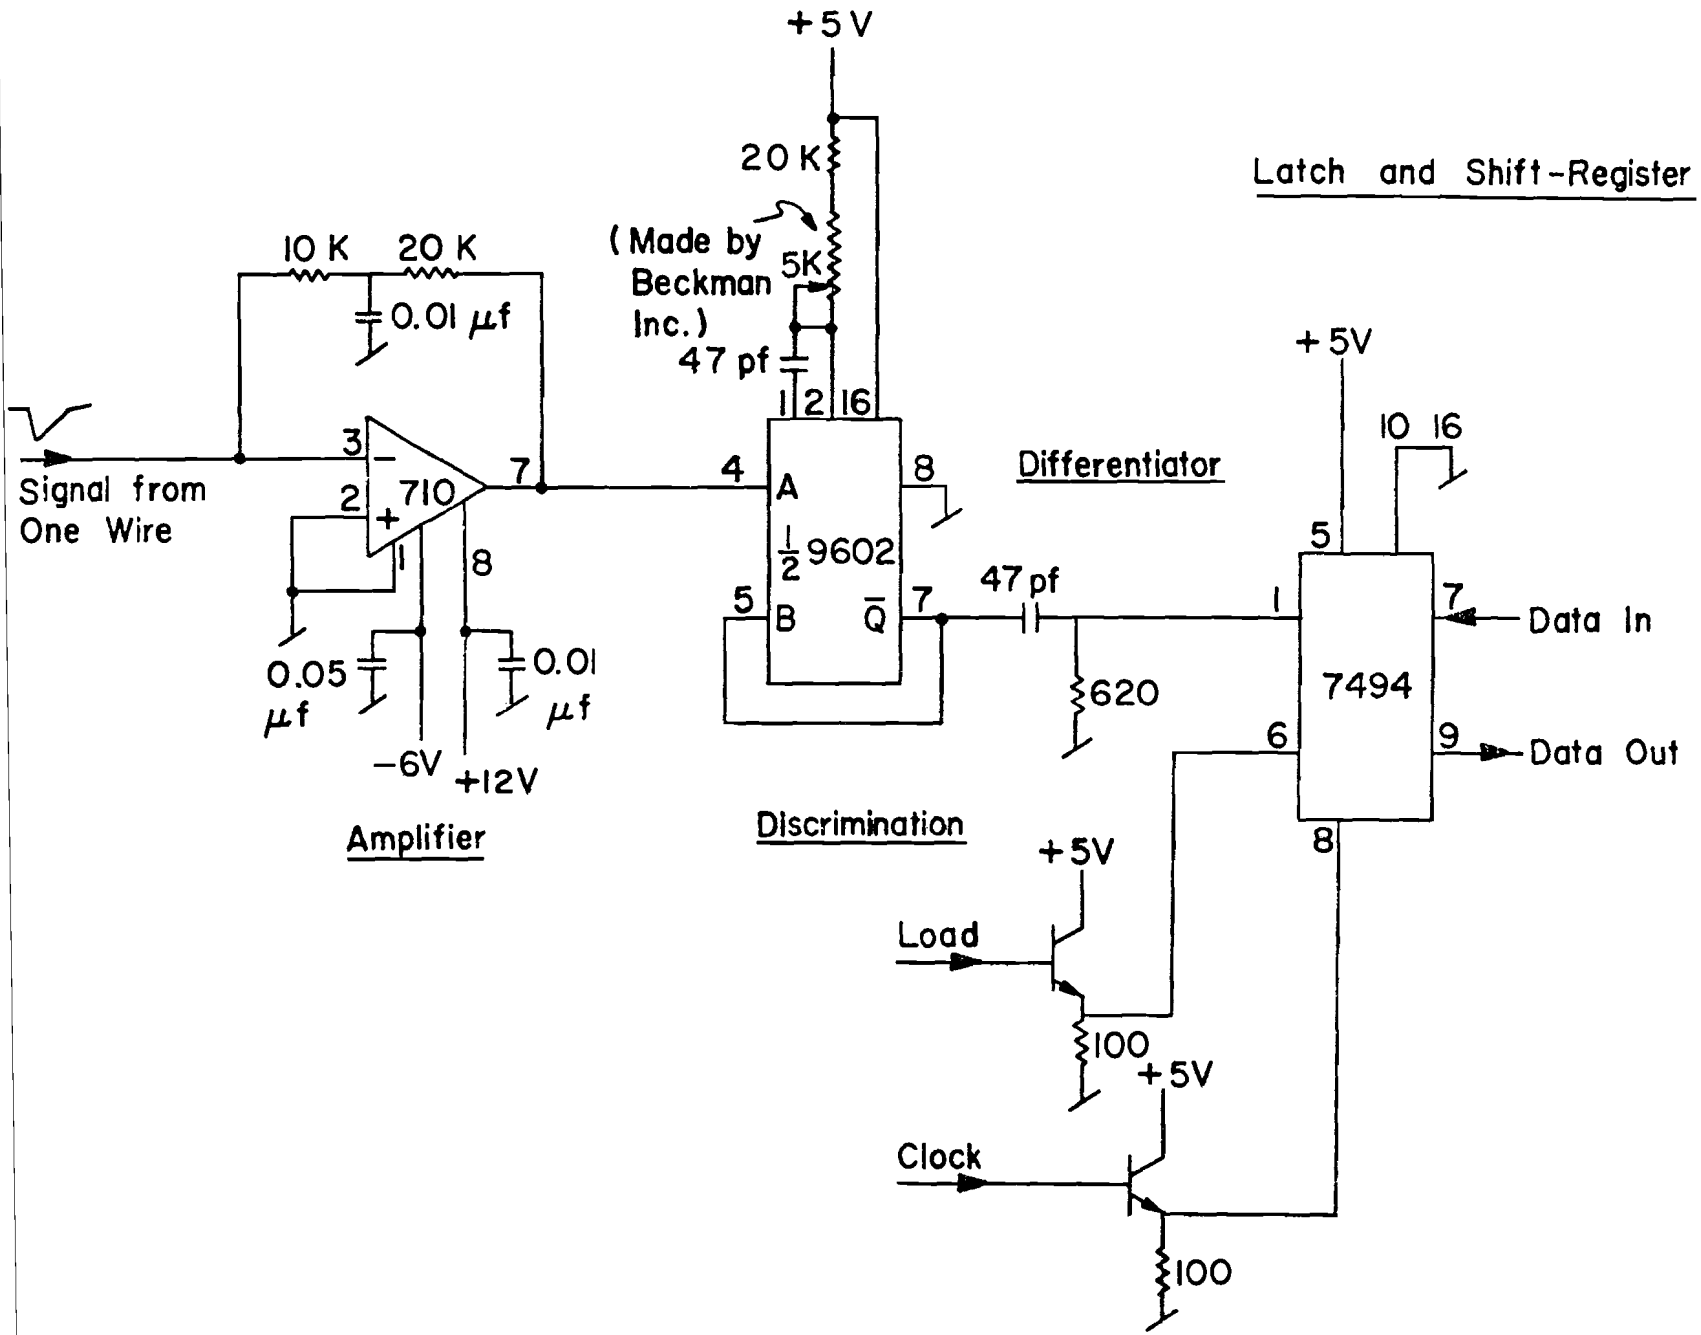 +5V
20 K
Latch and Shift-Register
(Made by
Beckman
Inc.)
5K
10 K 20 K
0.01 μf
47 pf
+5V
1 2 16
10 16
Signal from
One Wire
3
−
2
+
710
7
1
8
4
A
8
1/2 9602
5
B
Q̅
7
Differentiator
47 pf
620
5
1
7
Data In
7494
6
9
Data Out
8
0.05
μf
0.01
μf
-6V
+12V
Amplifier
Discrimination
+5V
Load
100
+5V
Clock
100